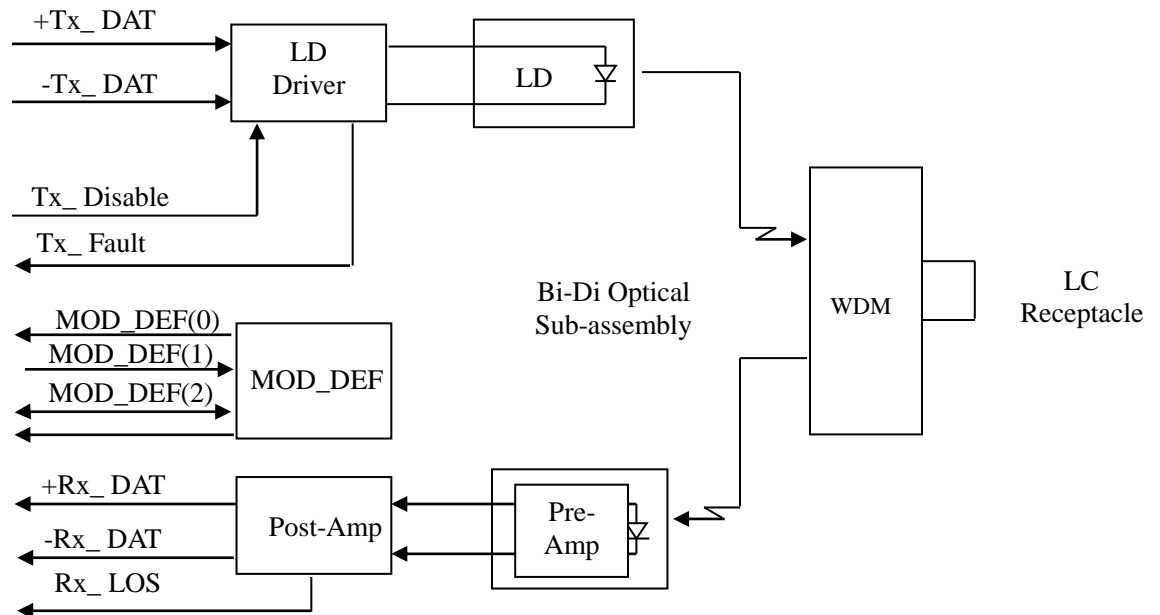 +Tx_ DAT
-Tx_ DAT
LD
Driver
LD
Tx_ Disable
Tx_ Fault
MOD_DEF(0)
MOD_DEF(1)
MOD_DEF(2)
MOD_DEF
Bi-Di Optical
Sub-assembly
WDM
LC
Receptacle
+Rx_ DAT
-Rx_ DAT
Rx_ LOS
Post-Amp
Pre-
Amp